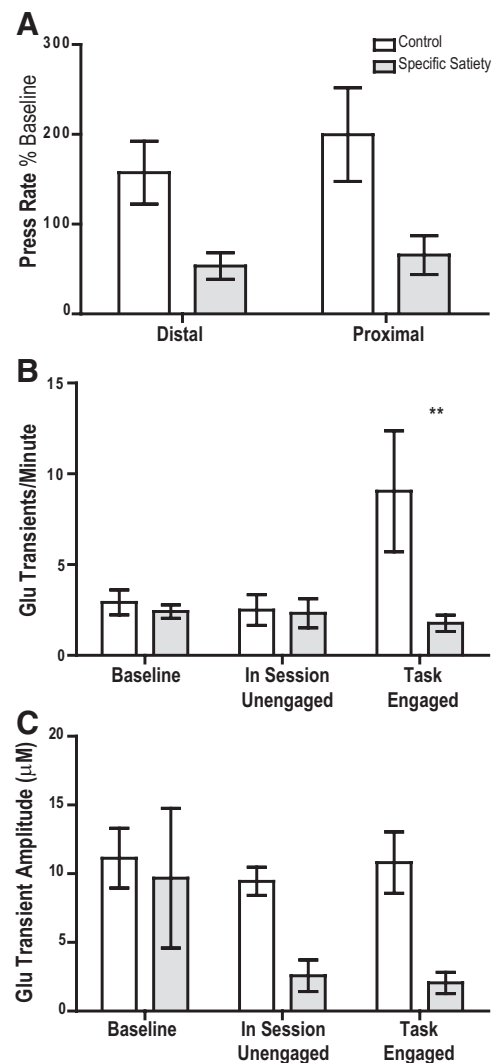 A
300
Control
Specific Satiety
200
100
0
Press Rate % Baseline
Distal Proximal
B
15
**
10
5
0
Glu Transients/Minute
Baseline In Session Task
Unengaged Engaged
C
20
15
10
5
0
Glu Transient Amplitude (μM)
Baseline In Session Task
Unengaged Engaged